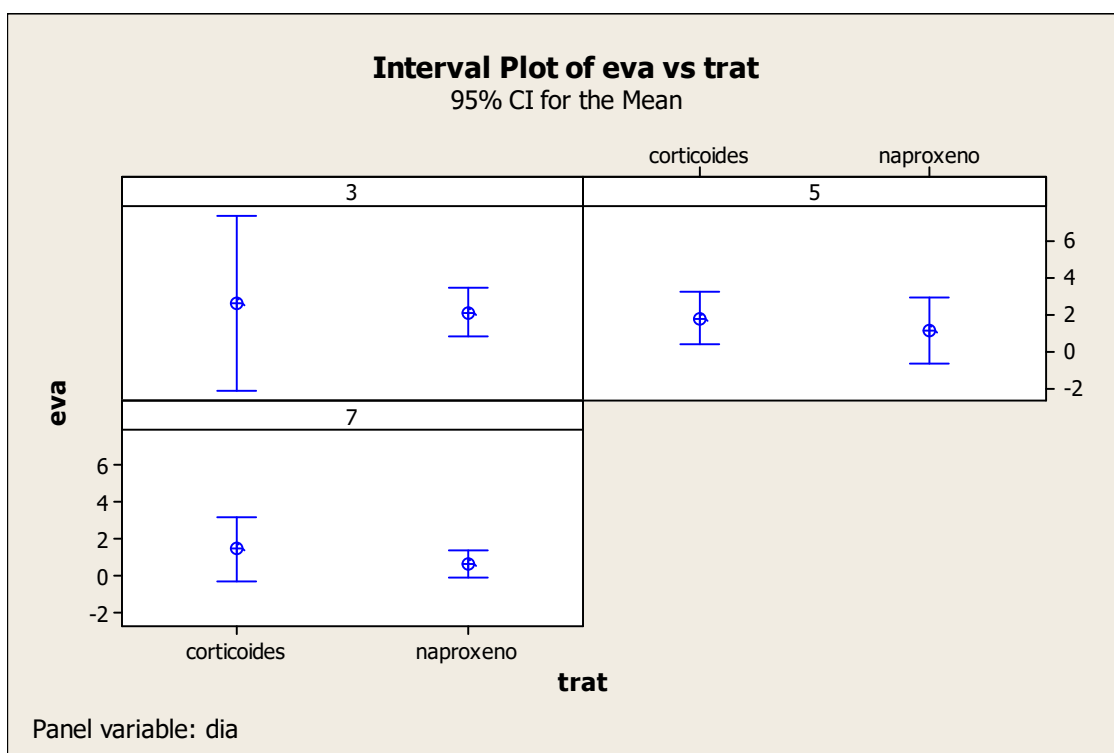 Interval Plot of eva vs trat
95% CI for the Mean
corticoides naproxeno
3 5
6
4
2
0
-2
eva
7
6
4
2
0
-2
corticoides naproxeno
trat
Panel variable: dia